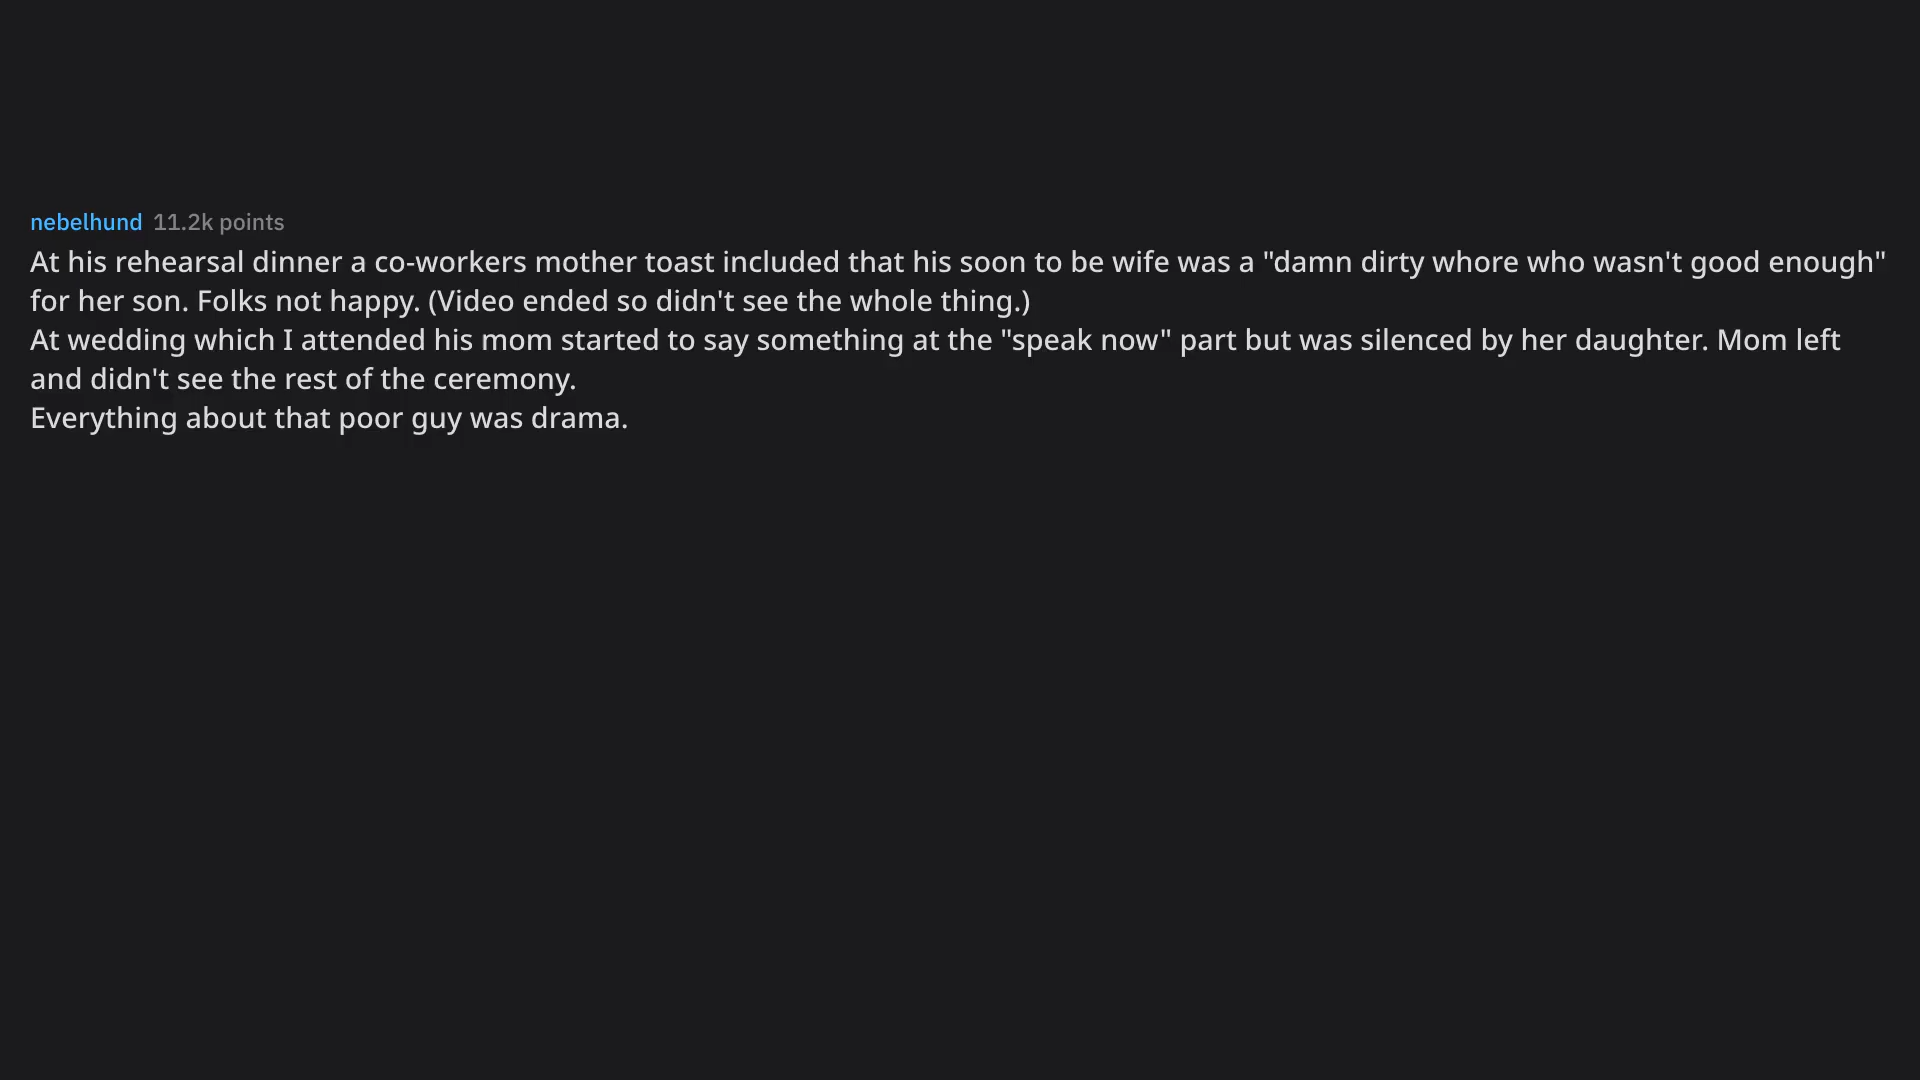 nebelhund 11.2k points
At his rehearsal dinner a co-workers mother toast included that his soon to be wife was a "damn dirty whore who wasn't good enough"
for her son. Folks not happy. (Video ended so didn't see the whole thing.)
At wedding which I attended his mom started to say something at the "speak now" part but was silenced by her daughter. Mom left
and didn't see the rest of the ceremony.
Everything about that poor guy was drama.